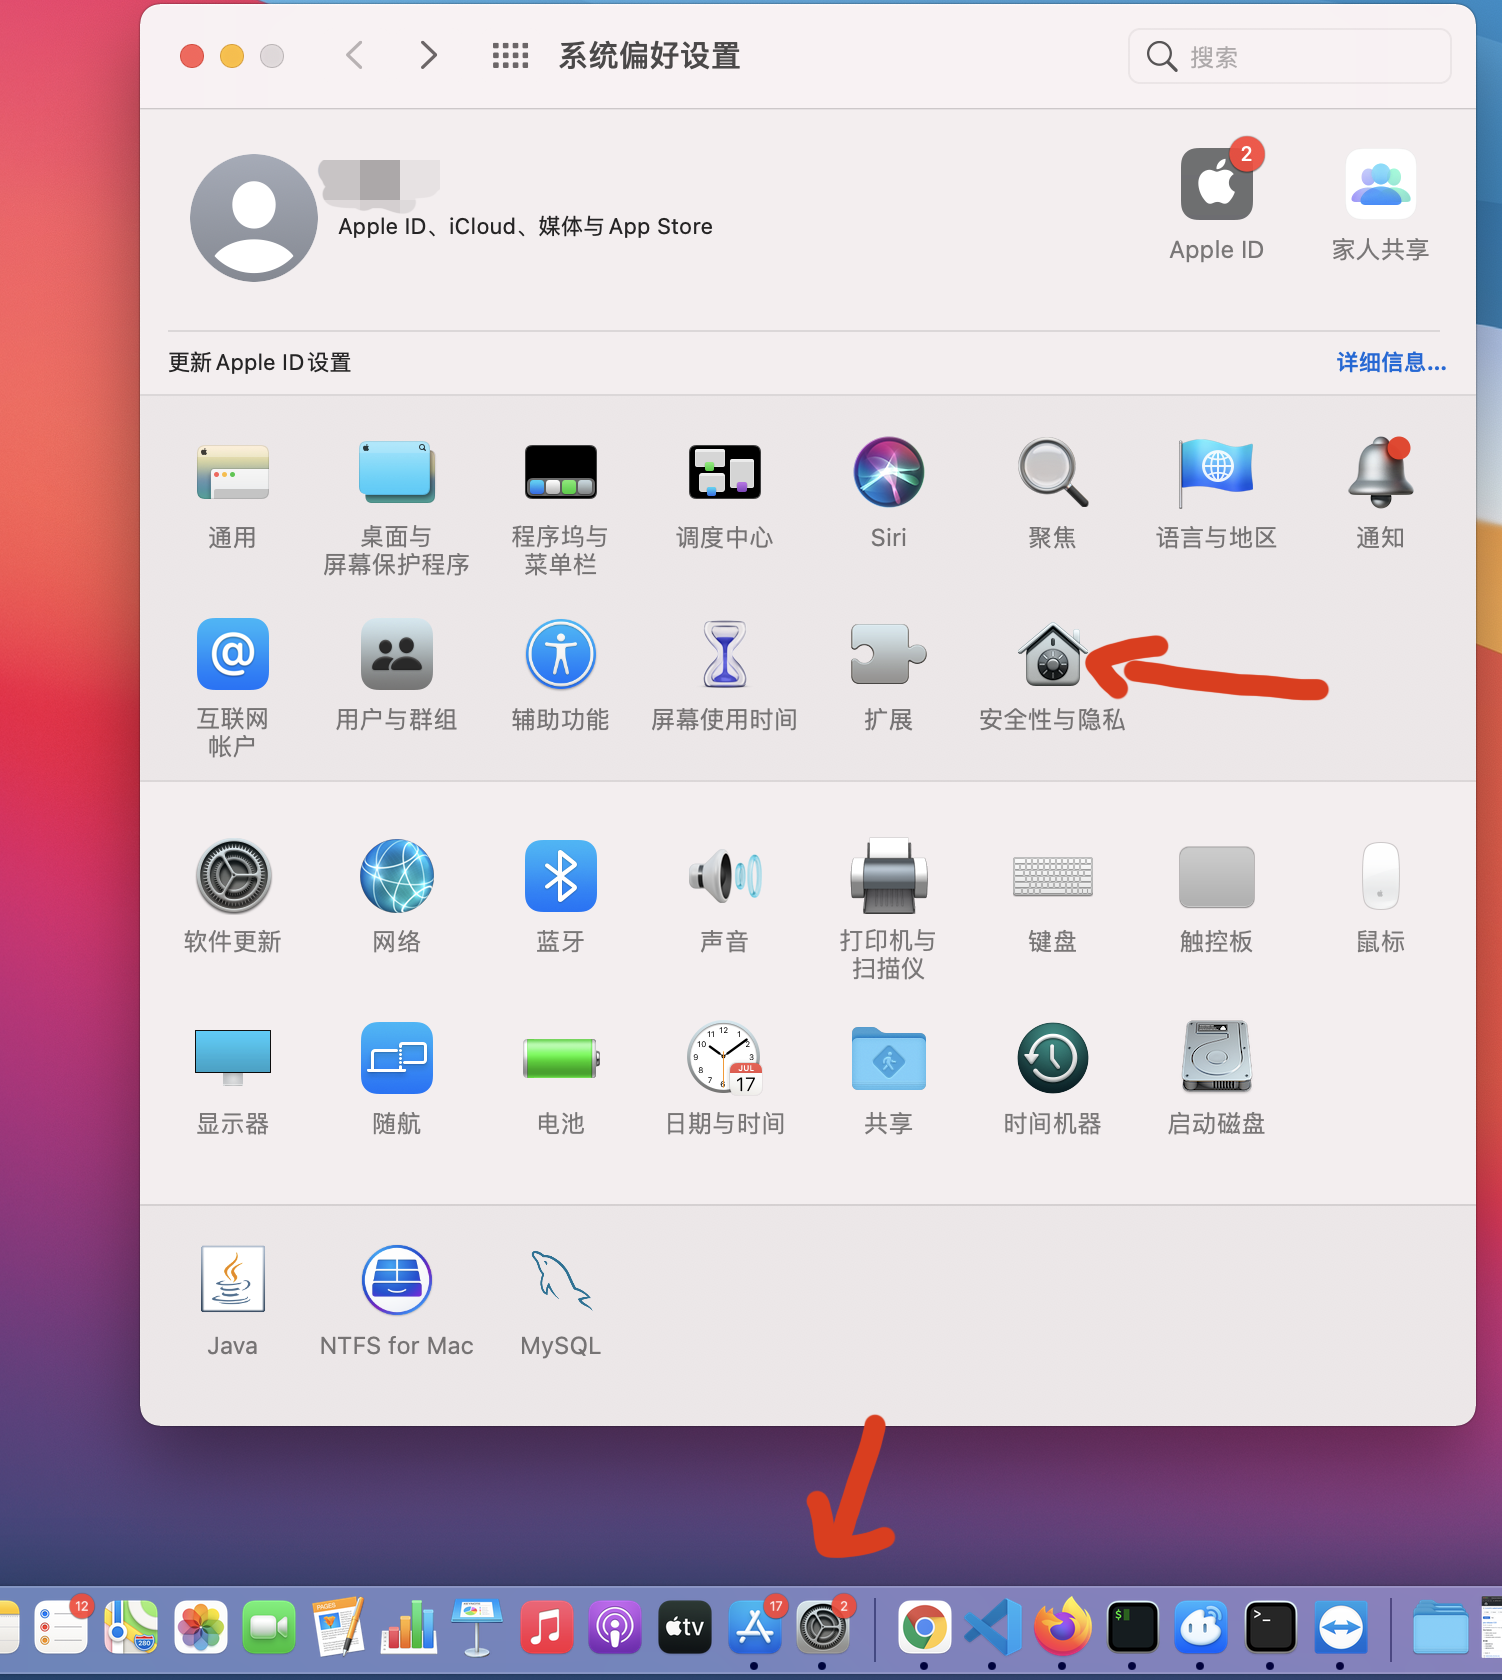 系统偏好设置
搜索
Apple ID、iCloud、媒体与 App Store
2
Apple ID
家人共享
更新 Apple ID 设置
详细信息...
通用
桌面与
屏幕保护程序
程序坞与
菜单栏
调度中心
Siri
聚焦
语言与地区
通知
@
互联网
帐户
用户与群组
辅助功能
屏幕使用时间
扩展
安全性与隐私
软件更新
网络
蓝牙
声音
打印机与
扫描仪
键盘
触控板
鼠标
显示器
随航
电池
JUL
17
日期与时间
共享
时间机器
启动磁盘
Java
NTFS for Mac
MySQL
12
280
PAGES
tv
17
2
$
>_